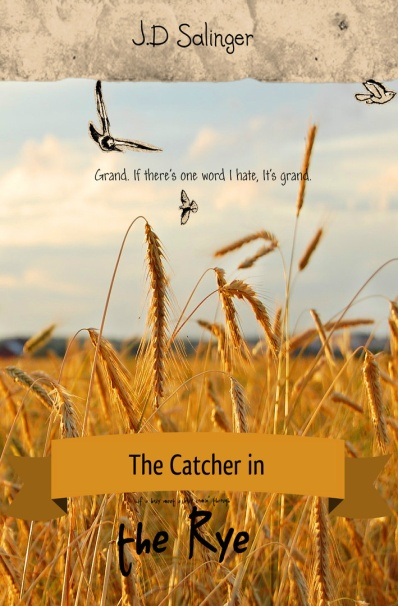 J.D Salinger
Grand. If there's one word I hate, It's grand.
The Catcher in
the Rye